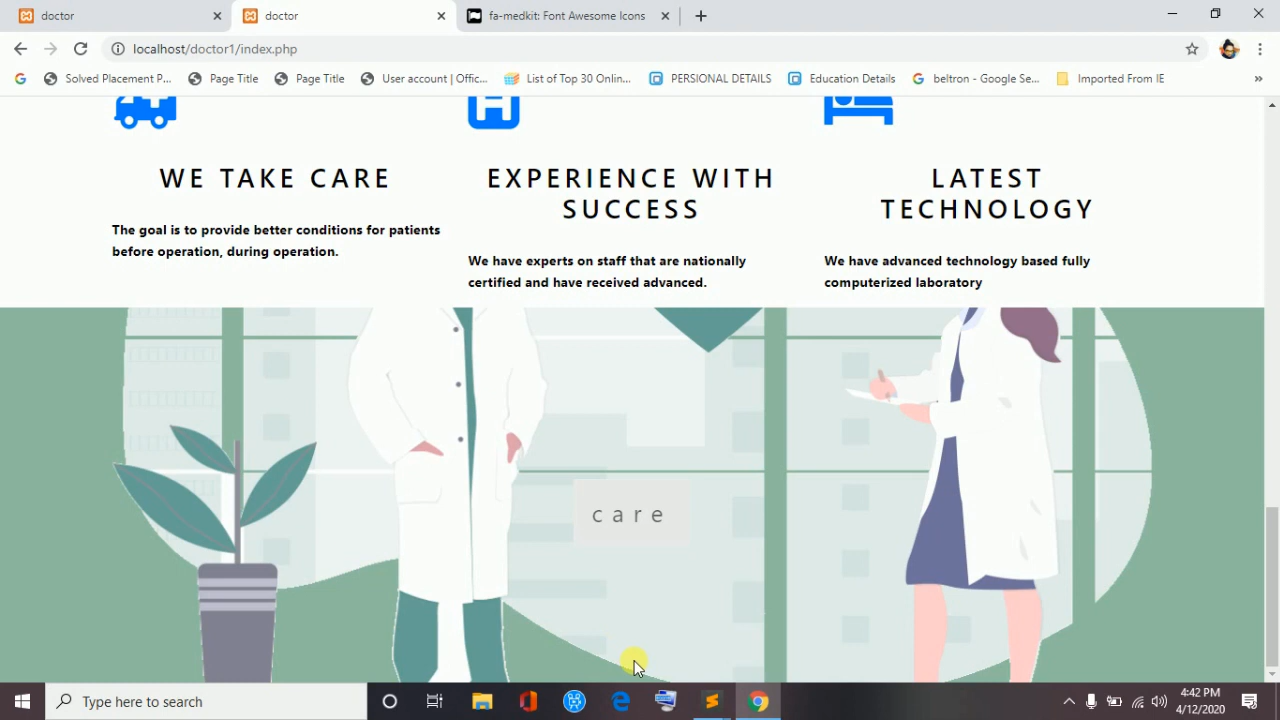 doctor
doctor
fa-medkit: Font Awesome Icons
localhost/doctor1/index.php
Solved Placement P...
Page Title
Page Title
User account | Offic...
List of Top 30 Onlin...
PERSIONAL DETAILS
Education Details
beltron - Google Se...
Imported From IE
WE TAKE CARE
The goal is to provide better conditions for patients
before operation, during operation.
EXPERIENCE WITH
SUCCESS
We have experts on staff that are nationally
certified and have received advanced.
LATEST
TECHNOLOGY
We have advanced technology based fully
computerized laboratory
care
Type here to search
4:42 PM
4/12/2020